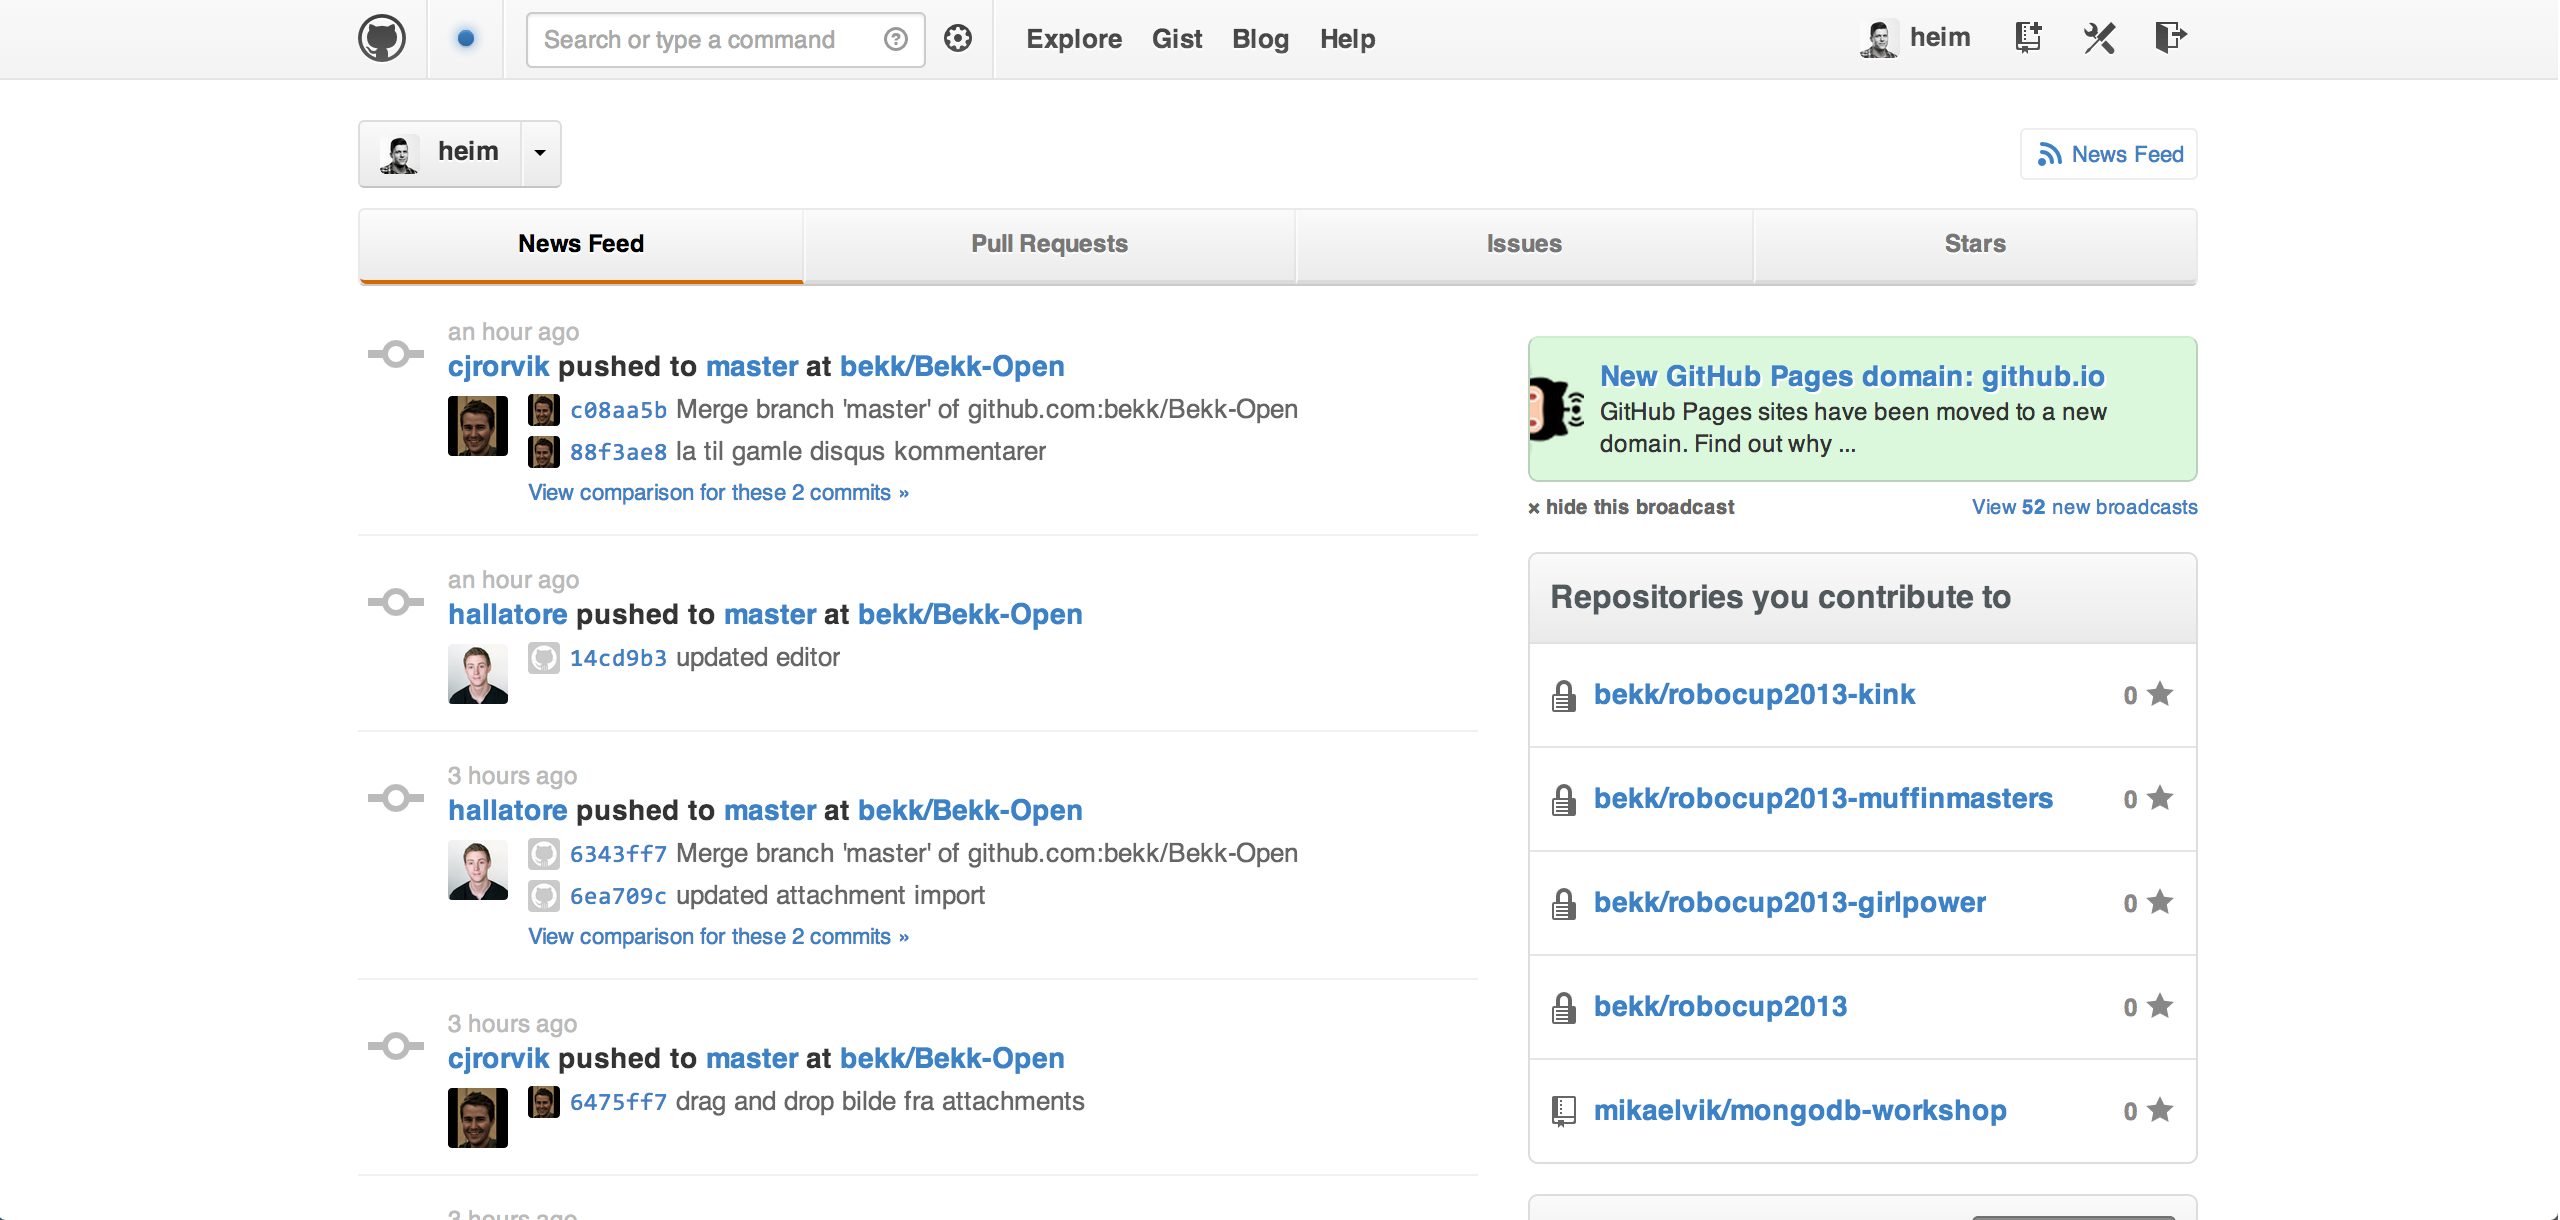 Search or type a command
Explore Gist Blog Help
heim
heim
News Feed
News Feed
Pull Requests
Issues
Stars
an hour ago
cjrorvik pushed to master at bekk/Bekk-Open
c08aa5b Merge branch 'master' of github.com:bekk/Bekk-Open
88f3ae8 la til gamle disqus kommentarer
View comparison for these 2 commits »
an hour ago
hallatore pushed to master at bekk/Bekk-Open
14cd9b3 updated editor
3 hours ago
hallatore pushed to master at bekk/Bekk-Open
6343ff7 Merge branch 'master' of github.com:bekk/Bekk-Open
6ea709c updated attachment import
View comparison for these 2 commits »
3 hours ago
cjrorvik pushed to master at bekk/Bekk-Open
6475ff7 drag and drop bilde fra attachments
3 hours ago
New GitHub Pages domain: github.io
GitHub Pages sites have been moved to a new
domain. Find out why ...
× hide this broadcast
View 52 new broadcasts
Repositories you contribute to
bekk/robocup2013-kink 0
bekk/robocup2013-muffinmasters 0
bekk/robocup2013-girlpower 0
bekk/robocup2013 0
mikaelvik/mongodb-workshop 0